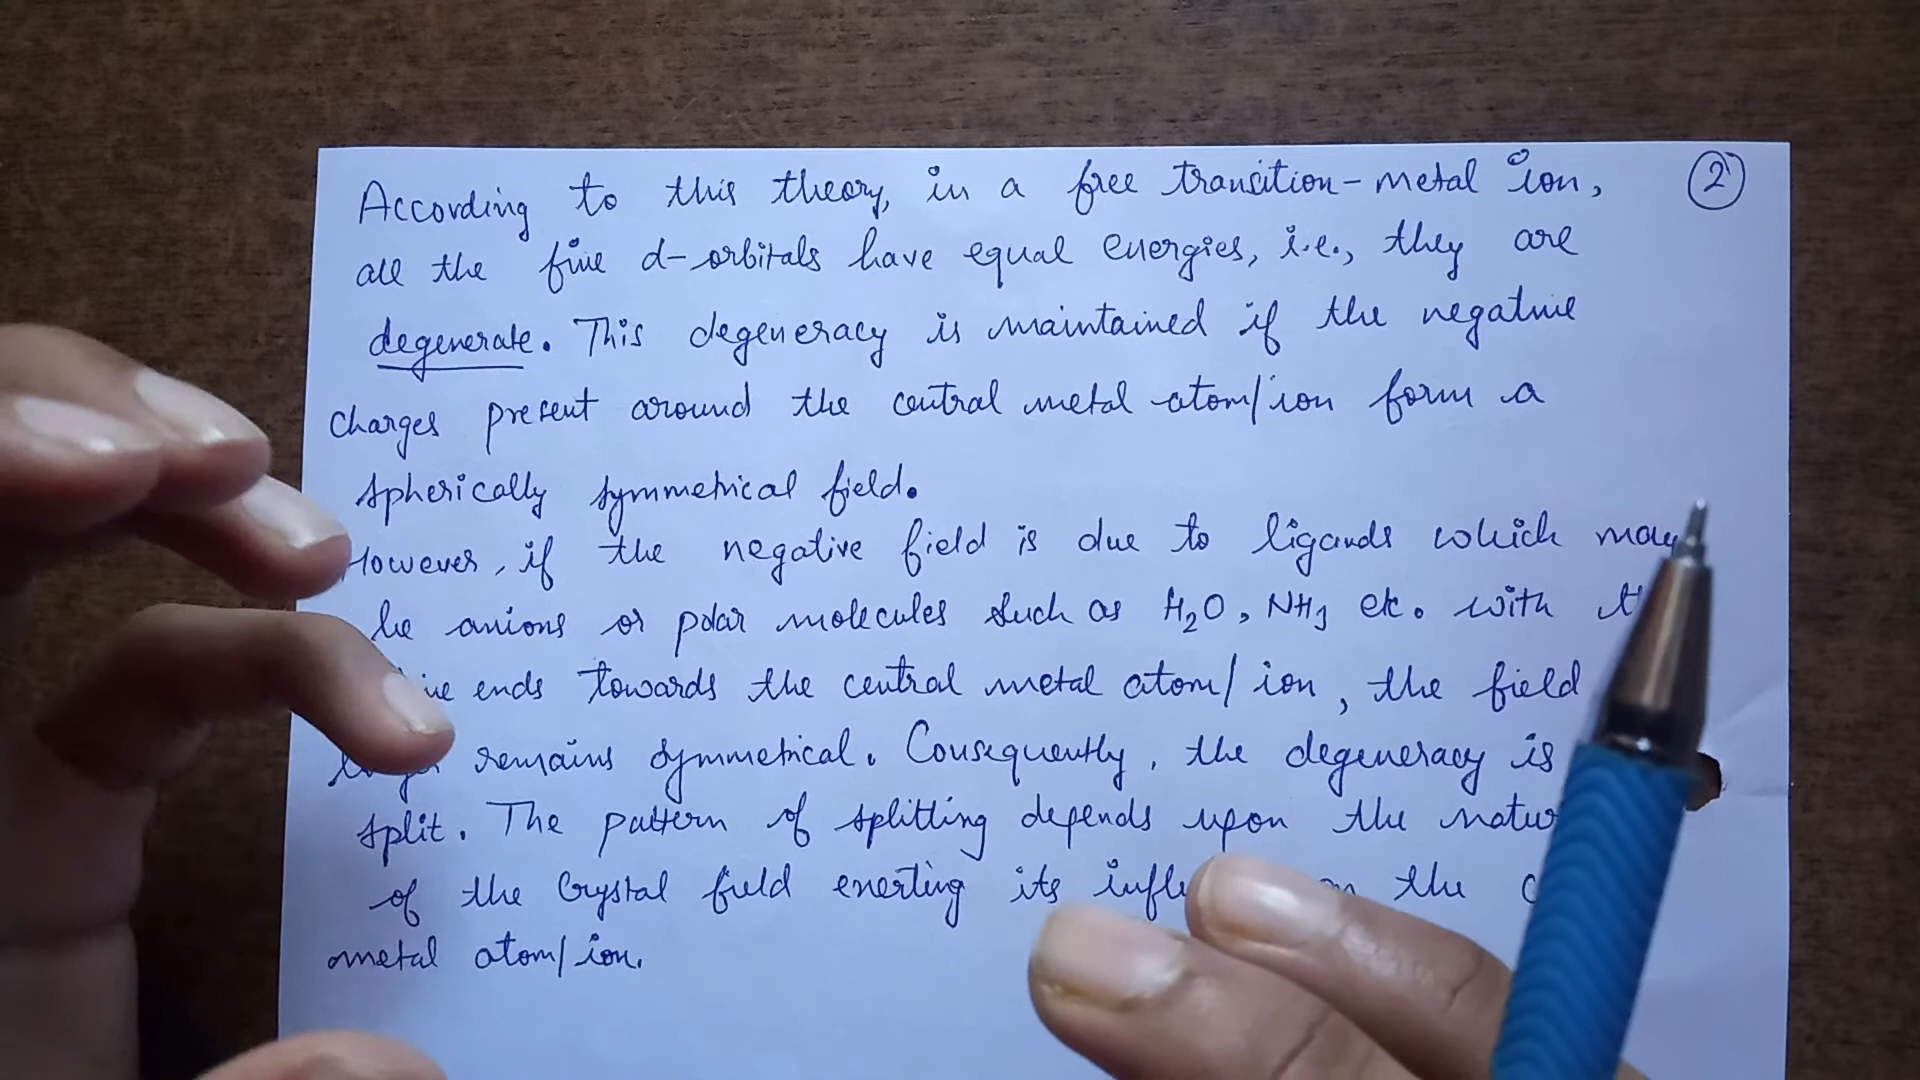 According to this theory, in a free transition-metal ion, 2
all the five d-orbitals have equal energies, i.e., they are
degenerate. This degeneracy is maintained if the negative
Charges present around the central metal atom/ion form a
spherically symmetrical field.
However, if the negative field is due to ligands which may
be anions or polar molecules such as H₂O, NH₃ etc. with
ends towards the central metal atom/ion, the field
remains symmetrical. Consequently, the degeneracy is
split. The pattern of splitting depends upon the
of the Crystal field exerting its on the
metal atom/ion.